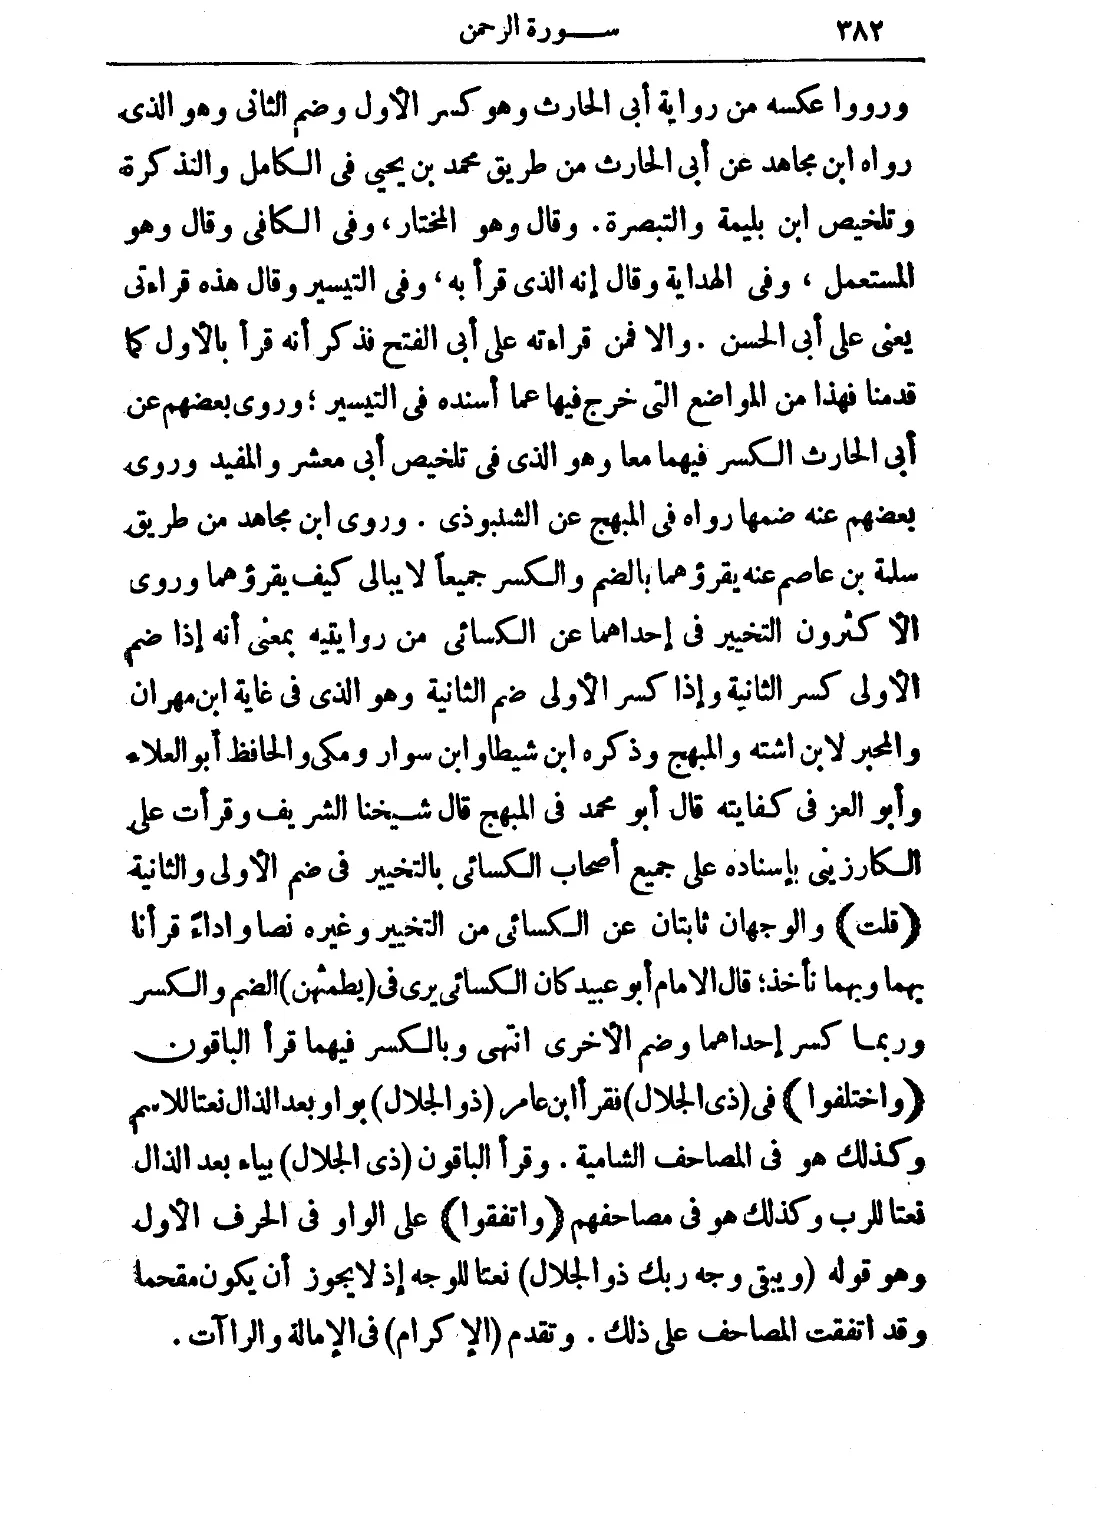 ٣٨٢ سورة الرحمن
ورووا عكسه من رواية أبى الحارث وهو كسر الأول وضم الثانى وهو الذى
رواه ابن مجاهد عن أبى الحارث من طريق محمد بن يحيى فى الكامل والتذكرة
وتلخيص ابن بليمة والتبصرة. وقال وهو المختار، وفى الكافى وقال وهو
المستعمل ، وفى الهداية وقال إنه الذى قرأ به، وفى التيسير وقال هذه قراءتى
يعنى على أبى الحسن . والا فمن قراءته على أبى الفتح فذكر أنه قرأ بالأول كما
قدمنا فهذا من المواضع التى خرج فيها عما أسنده فى التيسير ؛ وروى بعضهم عن
أبى الحارث الكسر فيهما معا وهو الذى فى تلخيص أبى معشر والمفيد وروى
بعضهم عنه ضمها رواه فى المبهج عن الشنبوذى . وروى ابن مجاهد من طريق
سلمة بن عاصم عنه يقرؤهما بالضم والكسر جميعاً لا يبالى كيف يقرؤهما وروى
الأكثرون التخيير فى إحداهما عن الكسائى من روايتيه بمعنى أنه إذا ضم
الأولى كسر الثانية وإذا كسر الأولى ضم الثانية وهو الذى فى غاية ابن مهران
والمحبر لابن اشته والمبهج وذكره ابن شيطا وابن سوار ومكى والحافظ أبو العلاء
وأبو العز فى كفايته قال أبو محمد فى المبهج قال شيخنا الشريف وقرأت على
الكارزينى بإسناده على جميع أصحاب الكسائى بالتخيير فى ضم الأولى والثانية
(قلت) والوجهان ثابتان عن الكسائى من التخيير وغيره نصا واداءً قرأنا
بهما وبهما نأخذ؛ قال الامام أبو عبيد كان الكسائى يرى فى (يطمثهن) الضم والكسر
وربما كسر إحداهما وضم الأخرى انتهى وبالكسر فيهما قرأ الباقون
(واختلفوا) فى (ذى الجلال) فقرأ ابن عامر (ذو الجلال) بواو بعد الذال نعتا للاسم
وكذلك هو فى المصاحف الشامية . وقرأ الباقون (ذى الجلال) بياء بعد الذال
نعتا للرب وكذلك هو فى مصاحفهم (واتفقوا) على الواو فى الحرف الأول
وهو قوله (ويبقى وجه ربك ذو الجلال) نعتا للوجه إذ لا يجوز أن يكون مقحما
وقد اتفقت المصاحف على ذلك . وتقدم (الإكرام) فى الإمالة والراآت .